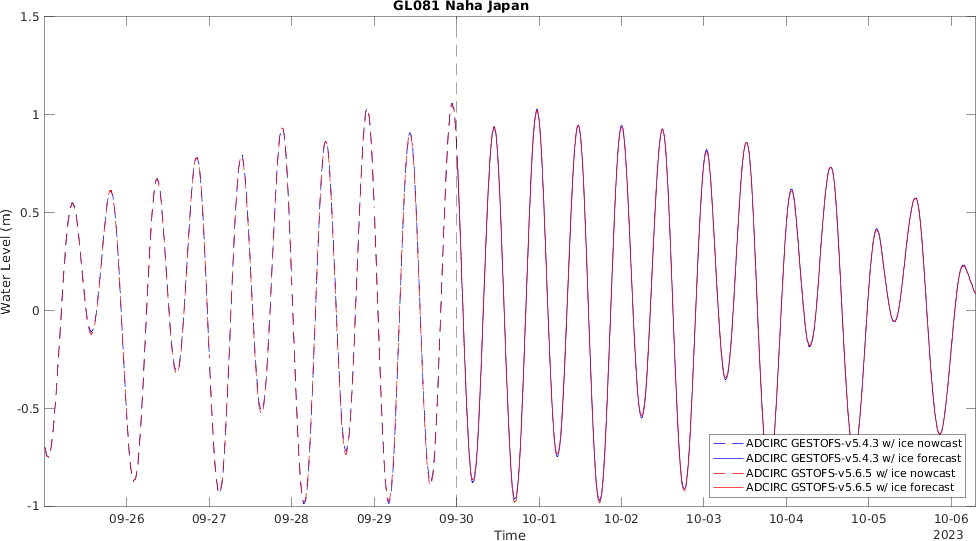 GL081 Naha Japan
1.5
1
0.5
0
-0.5
-1
Water Level (m)
09-26 09-27 09-28 09-29 09-30 10-01 10-02 10-03 10-04 10-05 10-06
Time
2023
ADCIRC GESTOFS-v5.4.3 w/ ice nowcast
ADCIRC GESTOFS-v5.4.3 w/ ice forecast
ADCIRC GSTOFS-v5.6.5 w/ ice nowcast
ADCIRC GSTOFS-v5.6.5 w/ ice forecast